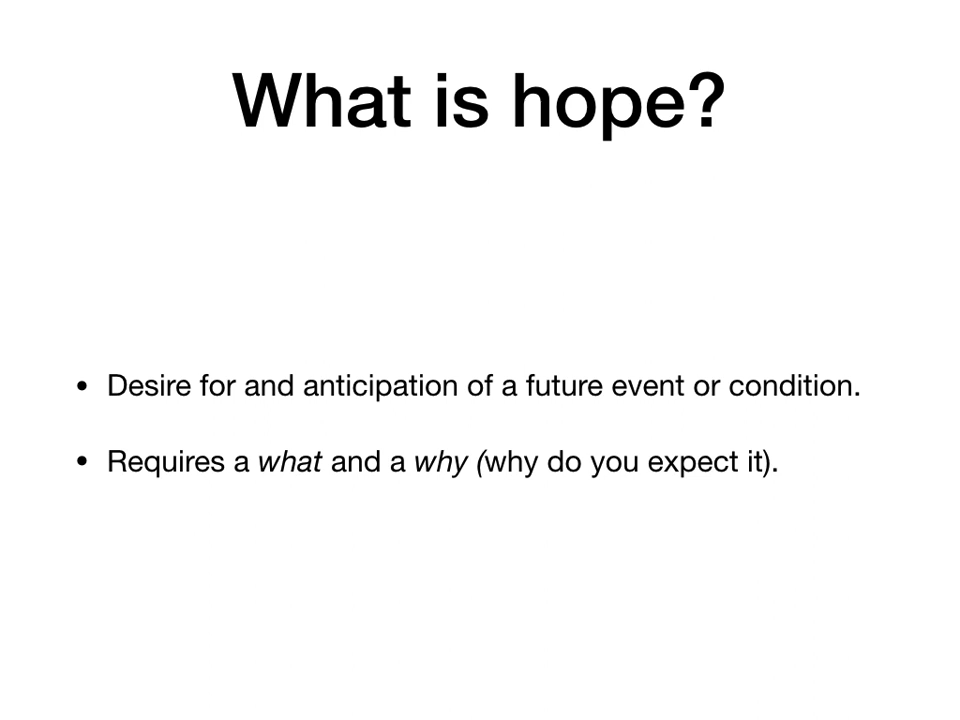 What is hope?
• Desire for and anticipation of a future event or condition.
• Requires a what and a why (why do you expect it).